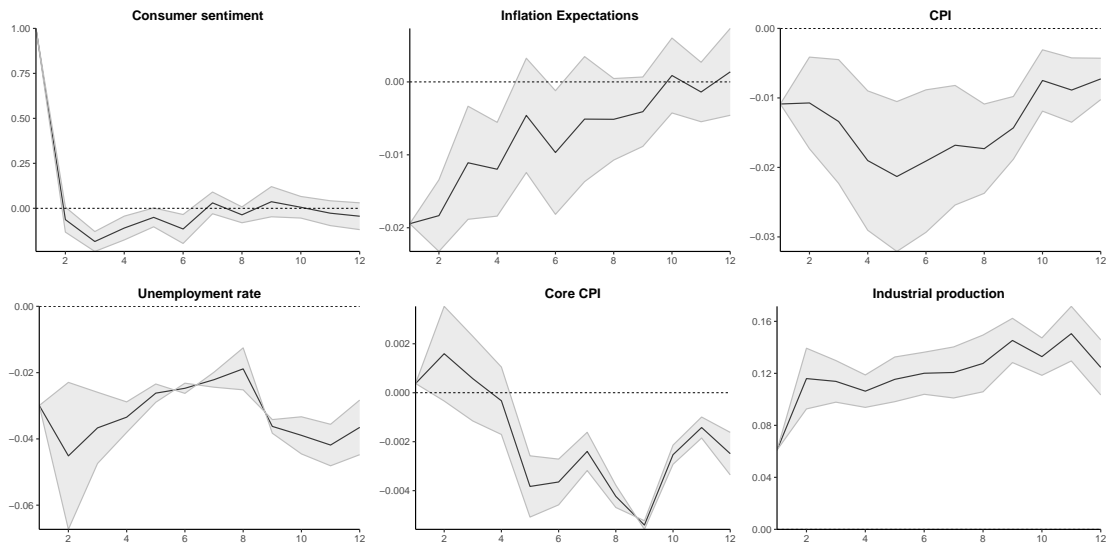 Consumer sentiment
1.00
0.75
0.50
0.25
0.00
2 4 6 8 10 12
Inflation Expectations
0.00
−0.01
−0.02
2 4 6 8 10 12
CPI
0.00
−0.01
−0.02
−0.03
2 4 6 8 10 12
Unemployment rate
0.00
−0.02
−0.04
−0.06
2 4 6 8 10 12
Core CPI
0.002
0.000
−0.002
−0.004
2 4 6 8 10 12
Industrial production
0.16
0.12
0.08
0.04
0.00
2 4 6 8 10 12